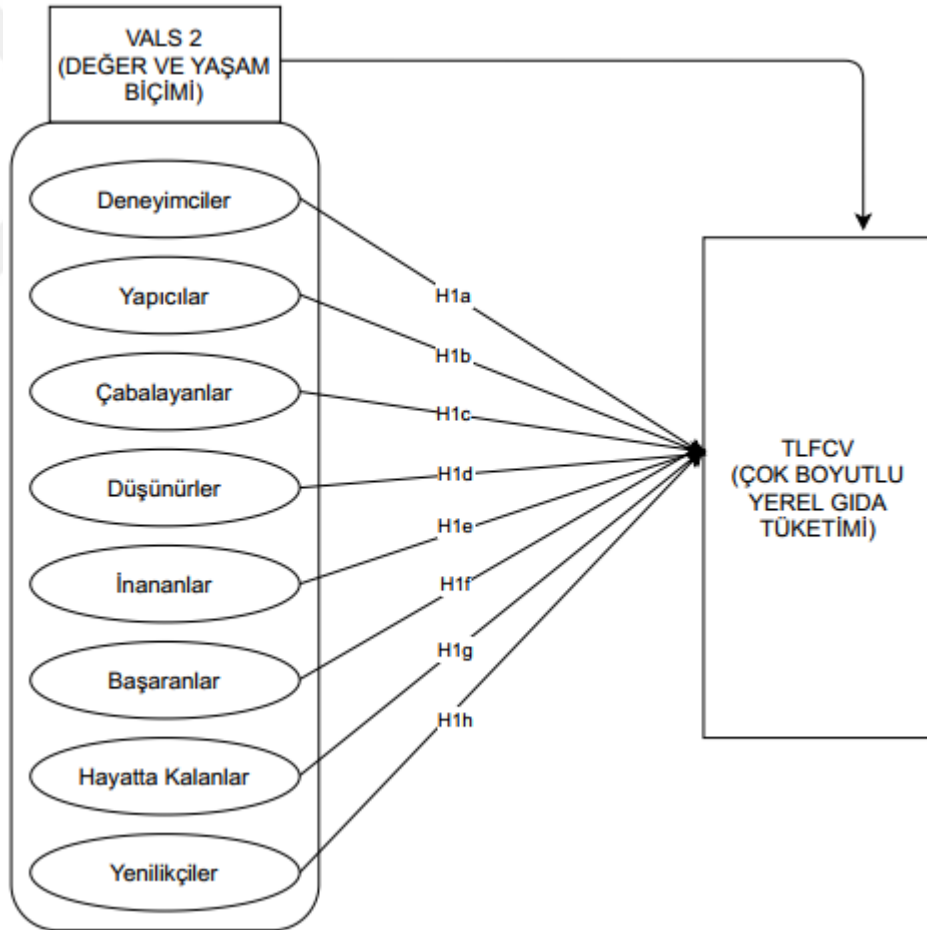 VALS 2
(DEĞER VE YAŞAM
BİÇİMİ)
Deneyimciler
Yapıcılar
Çabalayanlar
Düşünürler
İnananlar
Başaranlar
Hayatta Kalanlar
Yenilikçiler
H1a
H1b
H1c
H1d
H1e
H1f
H1g
H1h
TLFCV
(ÇOK BOYUTLU
YEREL GIDA
TÜKETİMİ)